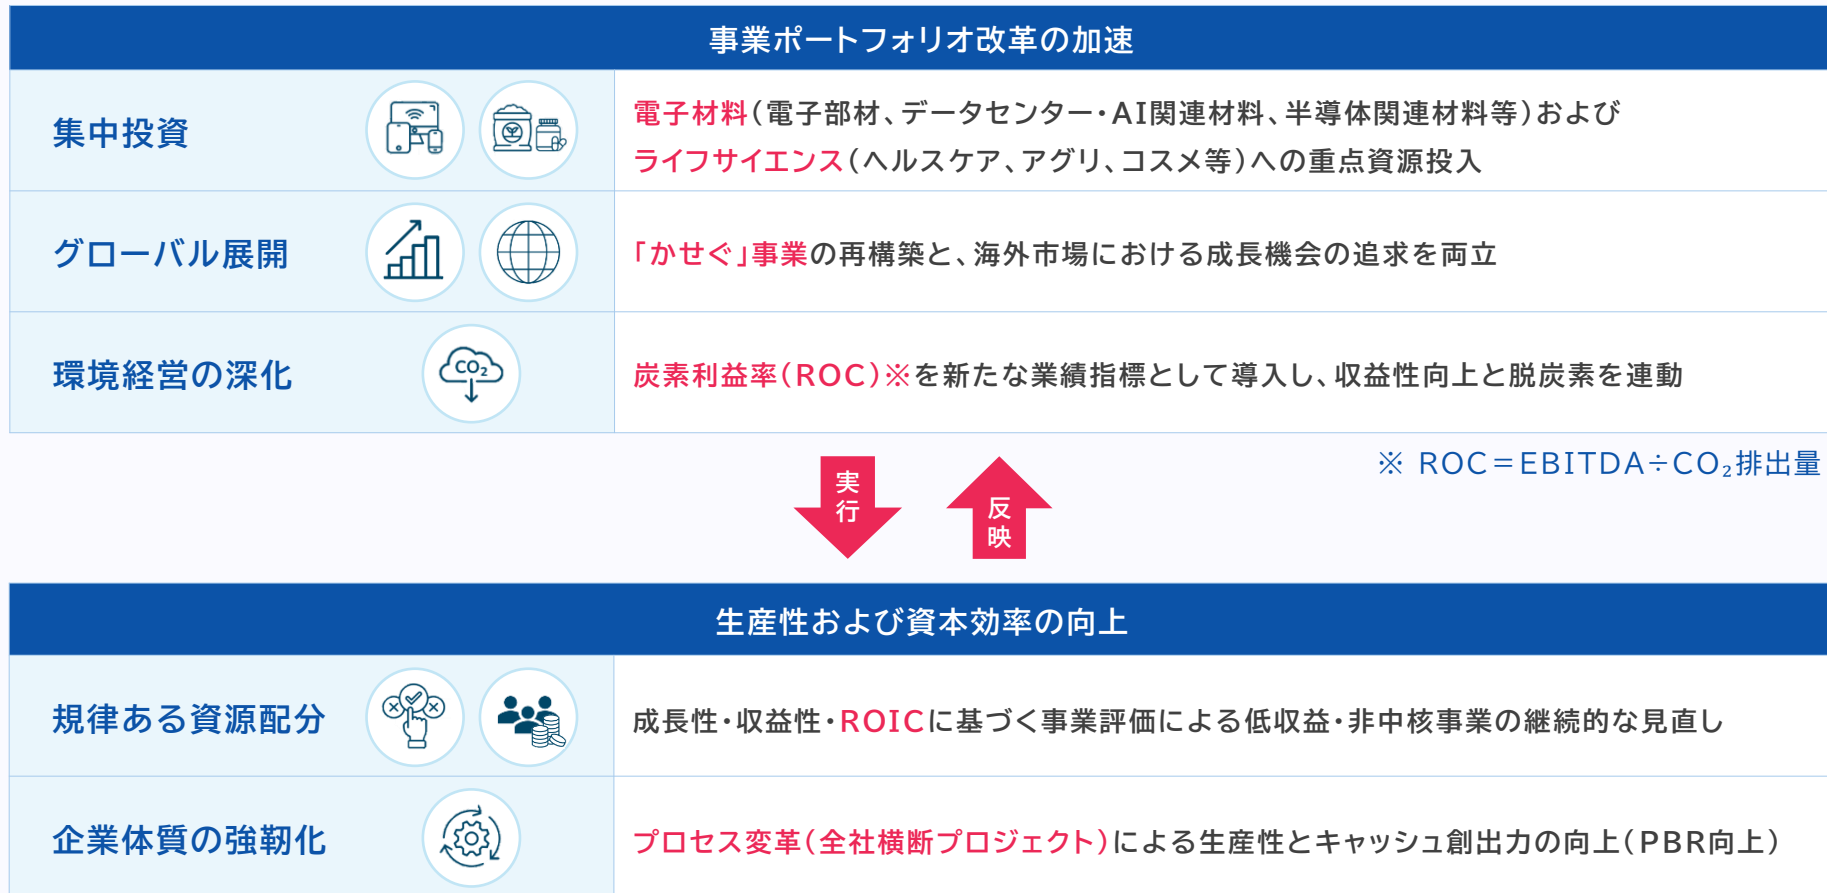 事業ポートフォリオ改革の加速
集中投資
電子材料(電子部材、データセンター・AI関連材料、半導体関連材料等)および
ライフサイエンス(ヘルスケア、アグリ、コスメ等)への重点資源投入
グローバル展開
「かせぐ」事業の再構築と、海外市場における成長機会の追求を両立
環境経営の深化
CO₂
炭素利益率(ROC)※を新たな業績指標として導入し、収益性向上と脱炭素を連動
※ ROC=EBITDA÷CO₂排出量
実行
反映
生産性および資本効率の向上
規律ある資源配分
成長性・収益性・ROICに基づく事業評価による低収益・非中核事業の継続的な見直し
企業体質の強靭化
プロセス変革(全社横断プロジェクト)による生産性とキャッシュ創出力の向上(PBR向上)